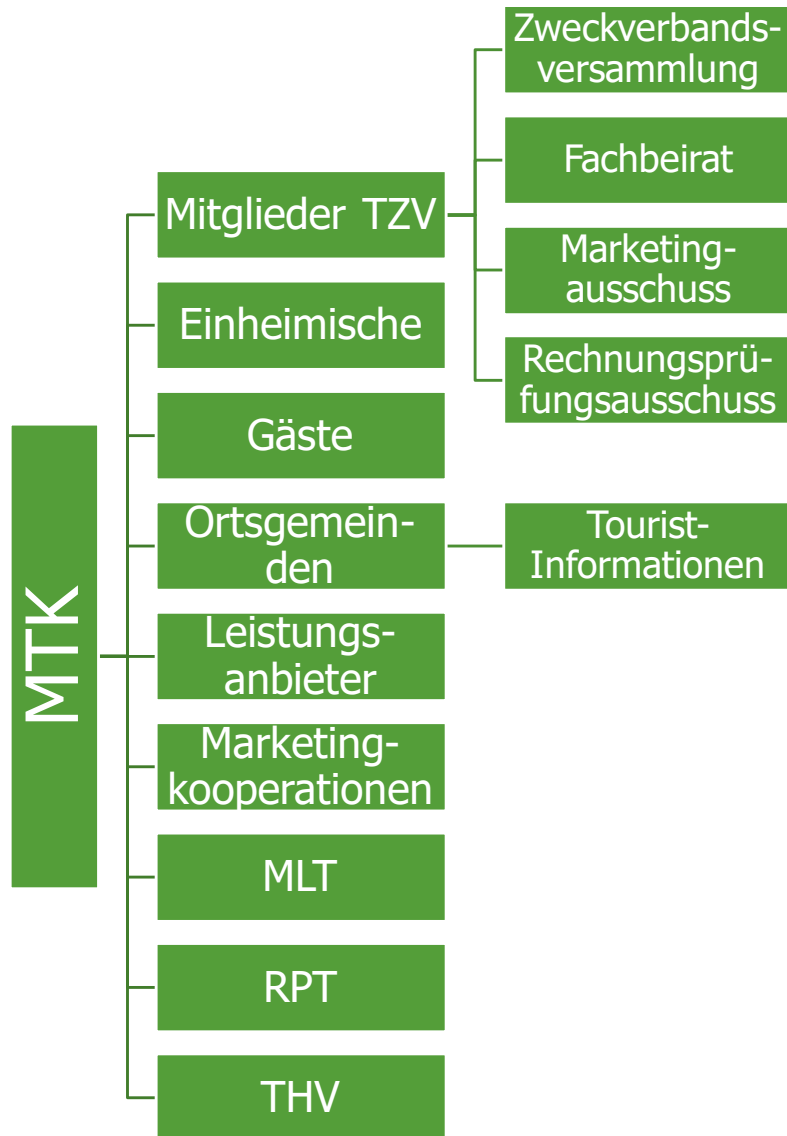 MTK
Mitglieder TZV
Einheimische
Gäste
Ortsgemein-
den
Leistungs-
anbieter
Marketing-
kooperationen
MLT
RPT
THV
Zweckverbands-
versammlung
Fachbeirat
Marketing-
ausschuss
Rechnungsprü-
fungsausschuss
Tourist-
Informationen